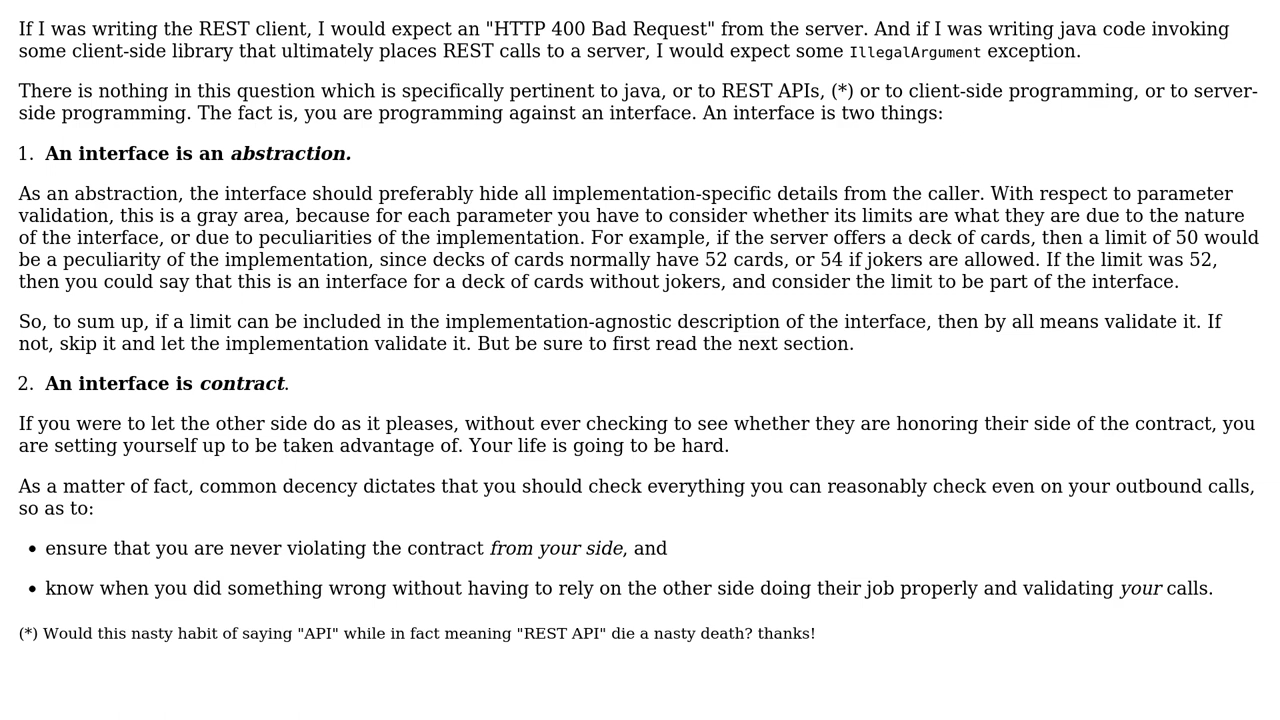 If I was writing the REST client, I would expect an "HTTP 400 Bad Request" from the server. And if I was writing java code invoking
some client-side library that ultimately places REST calls to a server, I would expect some IllegalArgument exception.
There is nothing in this question which is specifically pertinent to java, or to REST APIs, (*) or to client-side programming, or to server-
side programming. The fact is, you are programming against an interface. An interface is two things:
1. An interface is an abstraction.
As an abstraction, the interface should preferably hide all implementation-specific details from the caller. With respect to parameter
validation, this is a gray area, because for each parameter you have to consider whether its limits are what they are due to the nature
of the interface, or due to peculiarities of the implementation. For example, if the server offers a deck of cards, then a limit of 50 would
be a peculiarity of the implementation, since decks of cards normally have 52 cards, or 54 if jokers are allowed. If the limit was 52,
then you could say that this is an interface for a deck of cards without jokers, and consider the limit to be part of the interface.
So, to sum up, if a limit can be included in the implementation-agnostic description of the interface, then by all means validate it. If
not, skip it and let the implementation validate it. But be sure to first read the next section.
2. An interface is contract.
If you were to let the other side do as it pleases, without ever checking to see whether they are honoring their side of the contract, you
are setting yourself up to be taken advantage of. Your life is going to be hard.
As a matter of fact, common decency dictates that you should check everything you can reasonably check even on your outbound calls,
so as to:
• ensure that you are never violating the contract from your side, and
• know when you did something wrong without having to rely on the other side doing their job properly and validating your calls.
(*) Would this nasty habit of saying "API" while in fact meaning "REST API" die a nasty death? thanks!